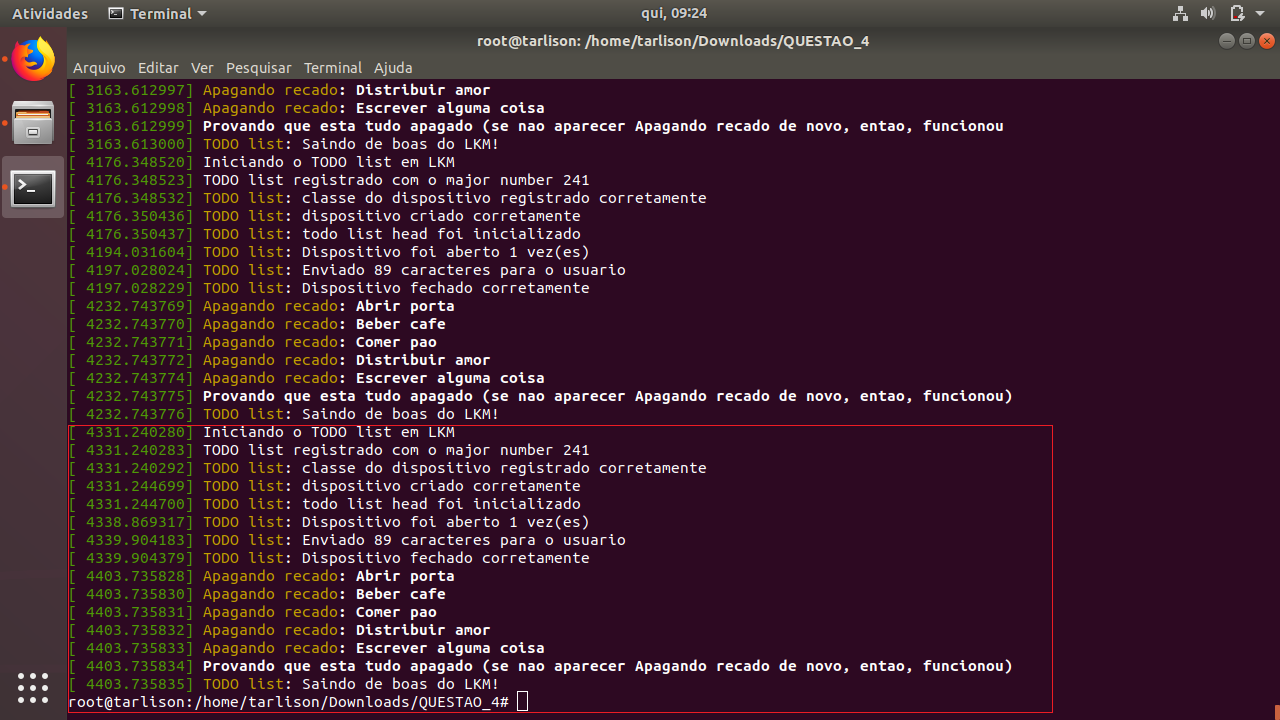 Atividades Terminal qui, 09:24
root@tarlison: /home/tarlison/Downloads/QUESTAO_4
Arquivo Editar Ver Pesquisar Terminal Ajuda
[ 3163.612997] Apagando recado: Distribuir amor
[ 3163.612998] Apagando recado: Escrever alguma coisa
[ 3163.612999] Provando que esta tudo apagado (se nao aparecer Apagando recado de novo, entao, funcionou
[ 3163.613000] TODO list: Saindo de boas do LKM!
[ 4176.348520] Iniciando o TODO list em LKM
[ 4176.348523] TODO list registrado com o major number 241
[ 4176.348532] TODO list: classe do dispositivo registrado corretamente
[ 4176.350436] TODO list: dispositivo criado corretamente
[ 4176.350437] TODO list: todo list head foi inicializado
[ 4194.031604] TODO list: Dispositivo foi aberto 1 vez(es)
[ 4197.028024] TODO list: Enviado 89 caracteres para o usuario
[ 4197.028229] TODO list: Dispositivo fechado corretamente
[ 4232.743769] Apagando recado: Abrir porta
[ 4232.743770] Apagando recado: Beber cafe
[ 4232.743771] Apagando recado: Comer pao
[ 4232.743772] Apagando recado: Distribuir amor
[ 4232.743774] Apagando recado: Escrever alguma coisa
[ 4232.743775] Provando que esta tudo apagado (se nao aparecer Apagando recado de novo, entao, funcionou)
[ 4232.743776] TODO list: Saindo de boas do LKM!
[ 4331.240280] Iniciando o TODO list em LKM
[ 4331.240283] TODO list registrado com o major number 241
[ 4331.240292] TODO list: classe do dispositivo registrado corretamente
[ 4331.244699] TODO list: dispositivo criado corretamente
[ 4331.244700] TODO list: todo list head foi inicializado
[ 4338.869317] TODO list: Dispositivo foi aberto 1 vez(es)
[ 4339.904183] TODO list: Enviado 89 caracteres para o usuario
[ 4339.904379] TODO list: Dispositivo fechado corretamente
[ 4403.735828] Apagando recado: Abrir porta
[ 4403.735830] Apagando recado: Beber cafe
[ 4403.735831] Apagando recado: Comer pao
[ 4403.735832] Apagando recado: Distribuir amor
[ 4403.735833] Apagando recado: Escrever alguma coisa
[ 4403.735834] Provando que esta tudo apagado (se nao aparecer Apagando recado de novo, entao, funcionou)
[ 4403.735835] TODO list: Saindo de boas do LKM!
root@tarlison:/home/tarlison/Downloads/QUESTAO_4#